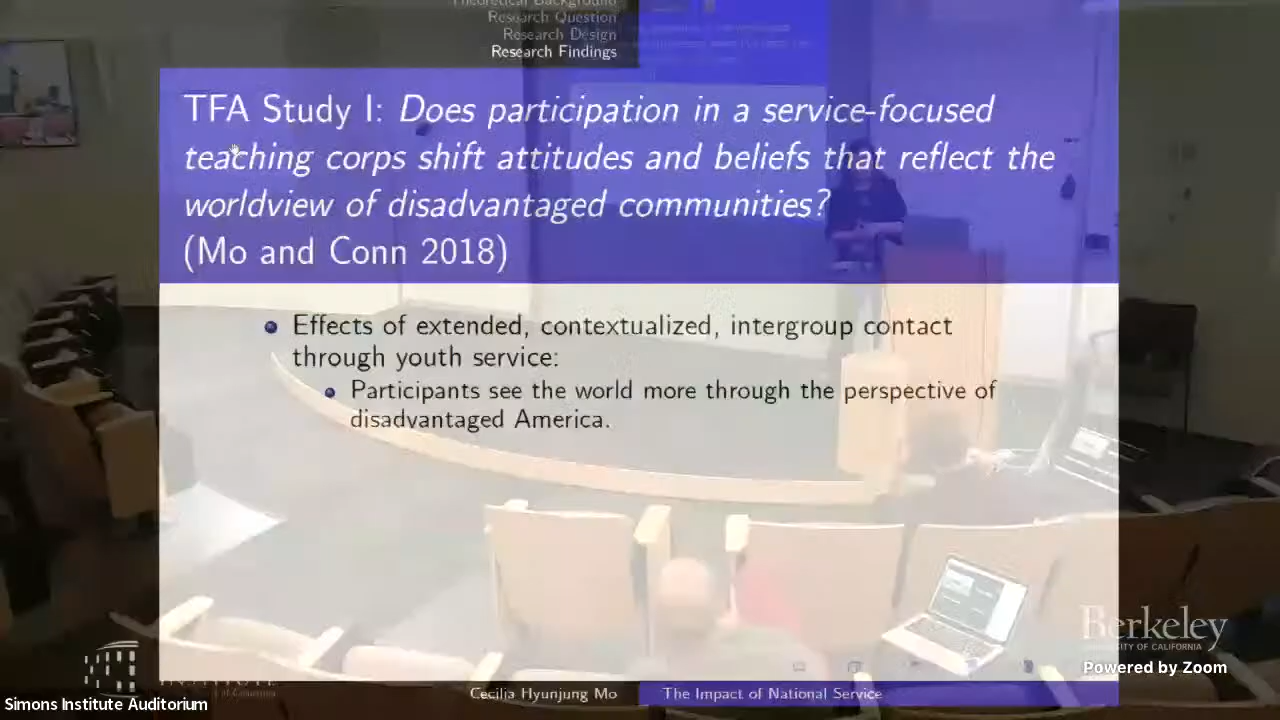 Theoretical Background
Research Question
Research Design
Research Findings
TFA Study I: Does participation in a service-focused
teaching corps shift attitudes and beliefs that reflect the
worldview of disadvantaged communities?
(Mo and Conn 2018)
Effects of extended, contextualized, intergroup contact
through youth service:
Participants see the world more through the perspective of
disadvantaged America.
Berkeley
UNIVERSITY OF CALIFORNIA
Powered by Zoom
INSTITUTE
Cecilia Hyunjung Mo
The Impact of National Service
Simons Institute Auditorium